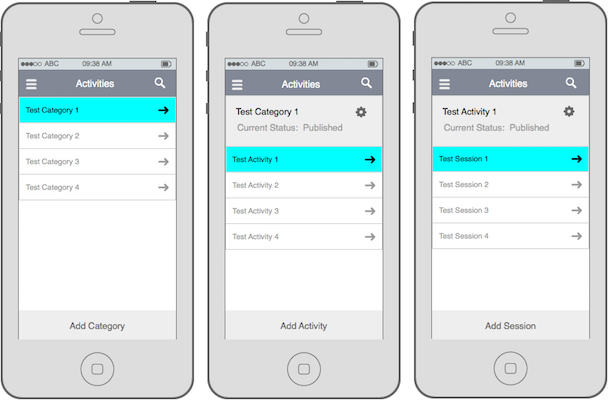 ●●●○○ ABC 09:38 AM
Activities
Test Category 1
Test Category 2
Test Category 3
Test Category 4
Add Category
●●●○○ ABC 09:38 AM
Activities
Test Category 1
Current Status: Published
Test Activity 1
Test Activity 2
Test Activity 3
Test Activity 4
Add Activity
●●●○○ ABC 09:38 AM
Activities
Test Activity 1
Current Status: Published
Test Session 1
Test Session 2
Test Session 3
Test Session 4
Add Session